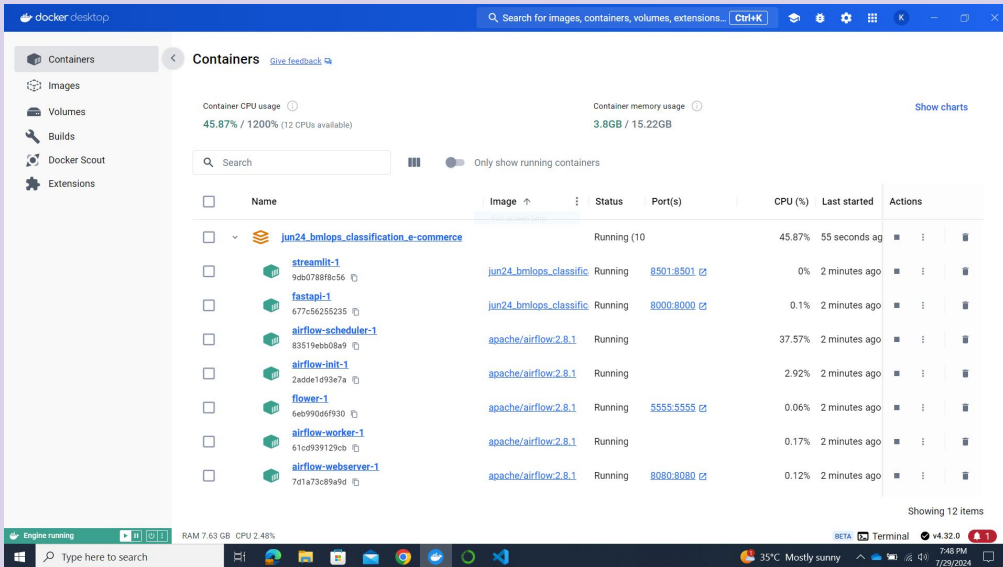 docker desktop
Search for images, containers, volumes, extensions... Ctrl+K
K
Containers
Images
Volumes
Builds
Docker Scout
Extensions
Containers Give feedback
Container CPU usage
45.87% / 1200% (12 CPUs available)
Container memory usage
3.8GB / 15.22GB
Show charts
Search
Only show running containers
Name Image ↑ Status Port(s) CPU (%) Last started Actions
jun24_bmlops_classification_e-commerce Running (10 45.87% 55 seconds ag
streamlit-1
9db0788f8c56
jun24_bmlops_classific Running 8501:8501 0% 2 minutes ago
fastapi-1
677c56255235
jun24_bmlops_classific Running 8000:8000 0.1% 2 minutes ago
airflow-scheduler-1
83519ebb08a9
apache/airflow:2.8.1 Running 37.57% 2 minutes ago
airflow-init-1
2adde1d93e7a
apache/airflow:2.8.1 Running 2.92% 2 minutes ago
flower-1
6eb990d6f930
apache/airflow:2.8.1 Running 5555:5555 0.06% 2 minutes ago
airflow-worker-1
61cd939129cb
apache/airflow:2.8.1 Running 0.17% 2 minutes ago
airflow-webserver-1
7d1a73c89a9d
apache/airflow:2.8.1 Running 8080:8080 0.12% 2 minutes ago
Showing 12 items
Engine running
RAM 7.63 GB CPU 2.48%
BETA Terminal v4.32.0 1
Type here to search
35°C Mostly sunny
7:48 PM
7/29/2024